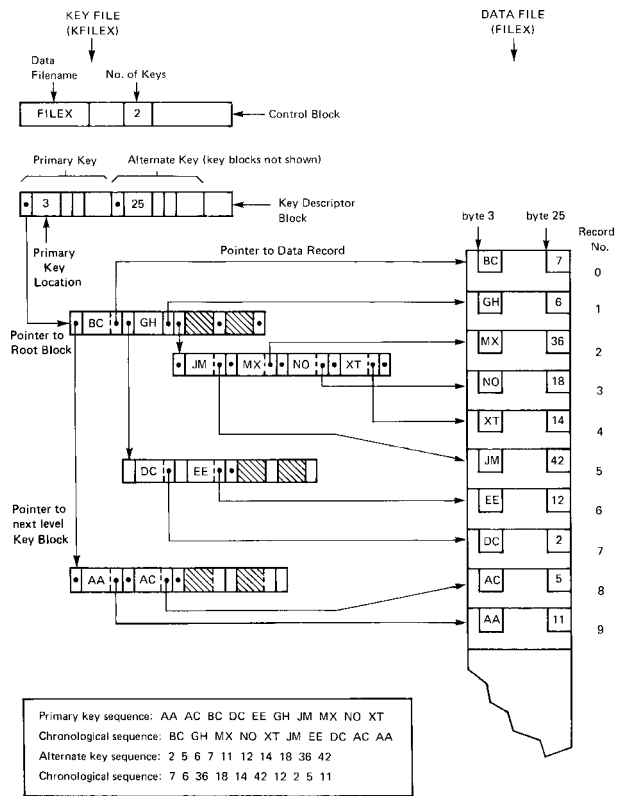 KEY FILE
(KFILEX)
DATA FILE
(FILEX)
Data
Filename
No. of Keys
FILEX 2
Control Block
Primary Key Alternate Key (key blocks not shown)
3 25
Key Descriptor
Block
Primary
Key
Location
byte 3 byte 25
Record
No.
Pointer to Data Record
BC 7 0
GH 6 1
Pointer to
Root Block
BC GH
MX 36 2
JM MX NO XT
NO 18 3
XT 14 4
JM 42 5
DC EE
EE 12 6
Pointer to
next level
Key Block
DC 2 7
AA AC
AC 5 8
AA 11 9
Primary key sequence: AA AC BC DC EE GH JM MX NO XT
Chronological sequence: BC GH MX NO XT JM EE DC AC AA
Alternate key sequence: 2 5 6 7 11 12 14 18 36 42
Chronological sequence: 7 6 36 18 14 42 12 2 5 11